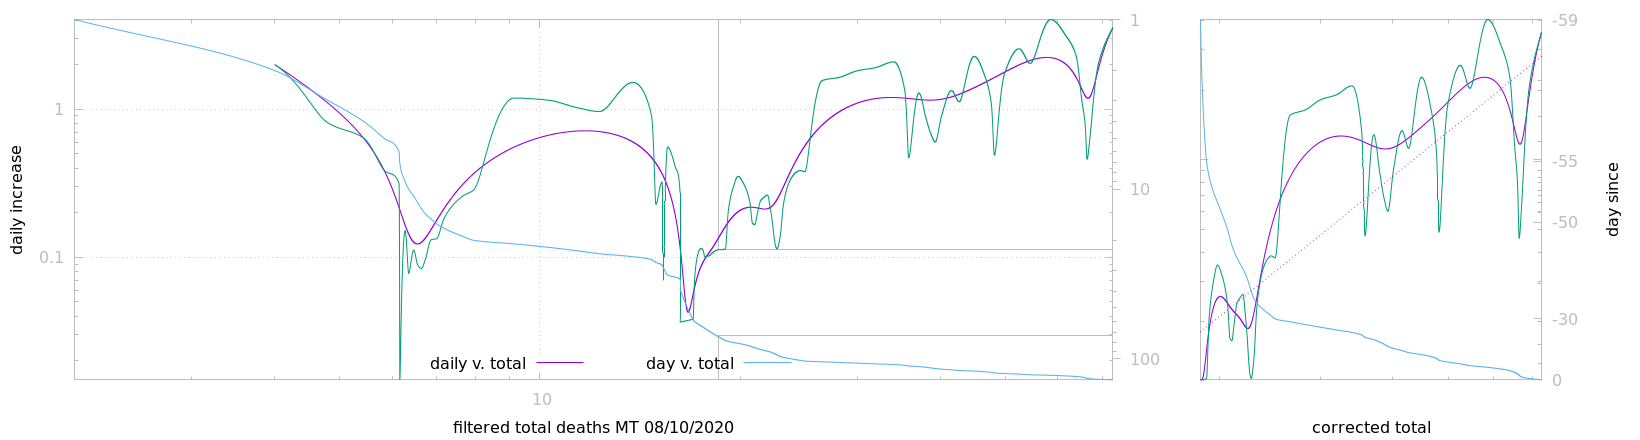 1
-59
1
daily increase
-55
10
day since
-50
0.1
-30
daily v. total
day v. total
100
0
10
filtered total deaths MT 08/10/2020
corrected total